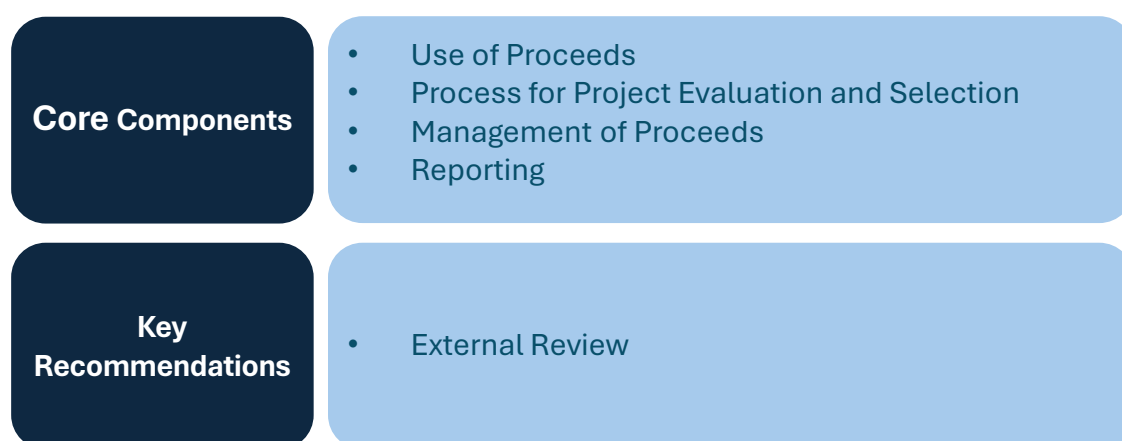 Core Components
• Use of Proceeds
• Process for Project Evaluation and Selection
• Management of Proceeds
• Reporting
Key
Recommendations
• External Review